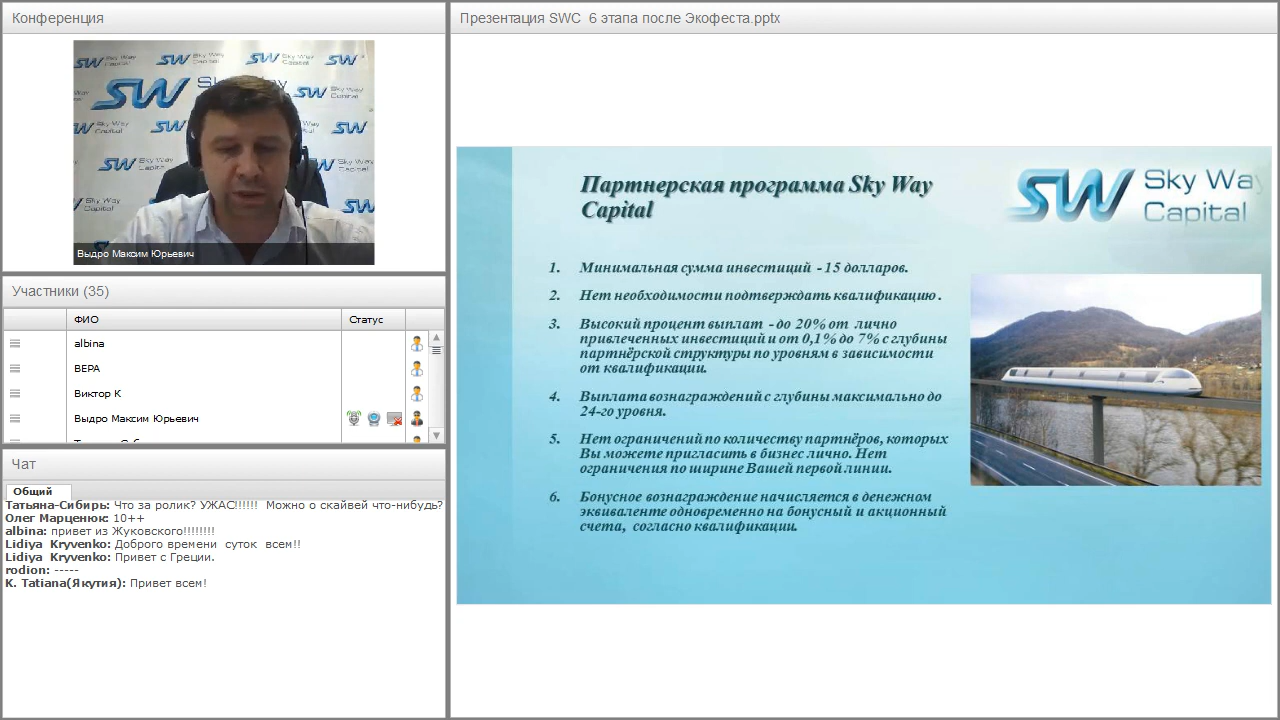 Конференция
SW Sky Way Capital
Выдро Максим Юрьевич
Участники (35)
ФИО Статус
albina
ВЕРА
Виктор К
Выдро Максим Юрьевич
Чат
Общий
Татьяна-Сибирь: Что за ролик? УЖАС!!!!!! Можно о скайвей что-нибудь?
Олег Марценюк: 10++
albina: привет из Жуковского!!!!!!!!
Lidiya Kryvenko: Доброго времени суток всем!!
Lidiya Kryvenko: Привет с Греции.
rodion: -----
K. Tatiana(Якутия): Привет всем!
Презентация SWC 6 этапа после Экофеста.pptx
Партнерская программа Sky Way
Capital
SW Sky Way
Capital
1. Минимальная сумма инвестиций - 15 долларов.
2. Нет необходимости подтверждать квалификацию .
3. Высокий процент выплат - до 20% от лично
привлеченных инвестиций и от 0,1% до 7% с глубины
партнёрской структуры по уровням в зависимости
от квалификации.
4. Выплата вознаграждений с глубины максимально до
24-го уровня.
5. Нет ограничений по количеству партнёров, которых
Вы можете пригласить в бизнес лично. Нет
ограничения по ширине Вашей первой линии.
6. Бонусное вознаграждение начисляется в денежном
эквиваленте одновременно на бонусный и акционный
счета, согласно квалификации.